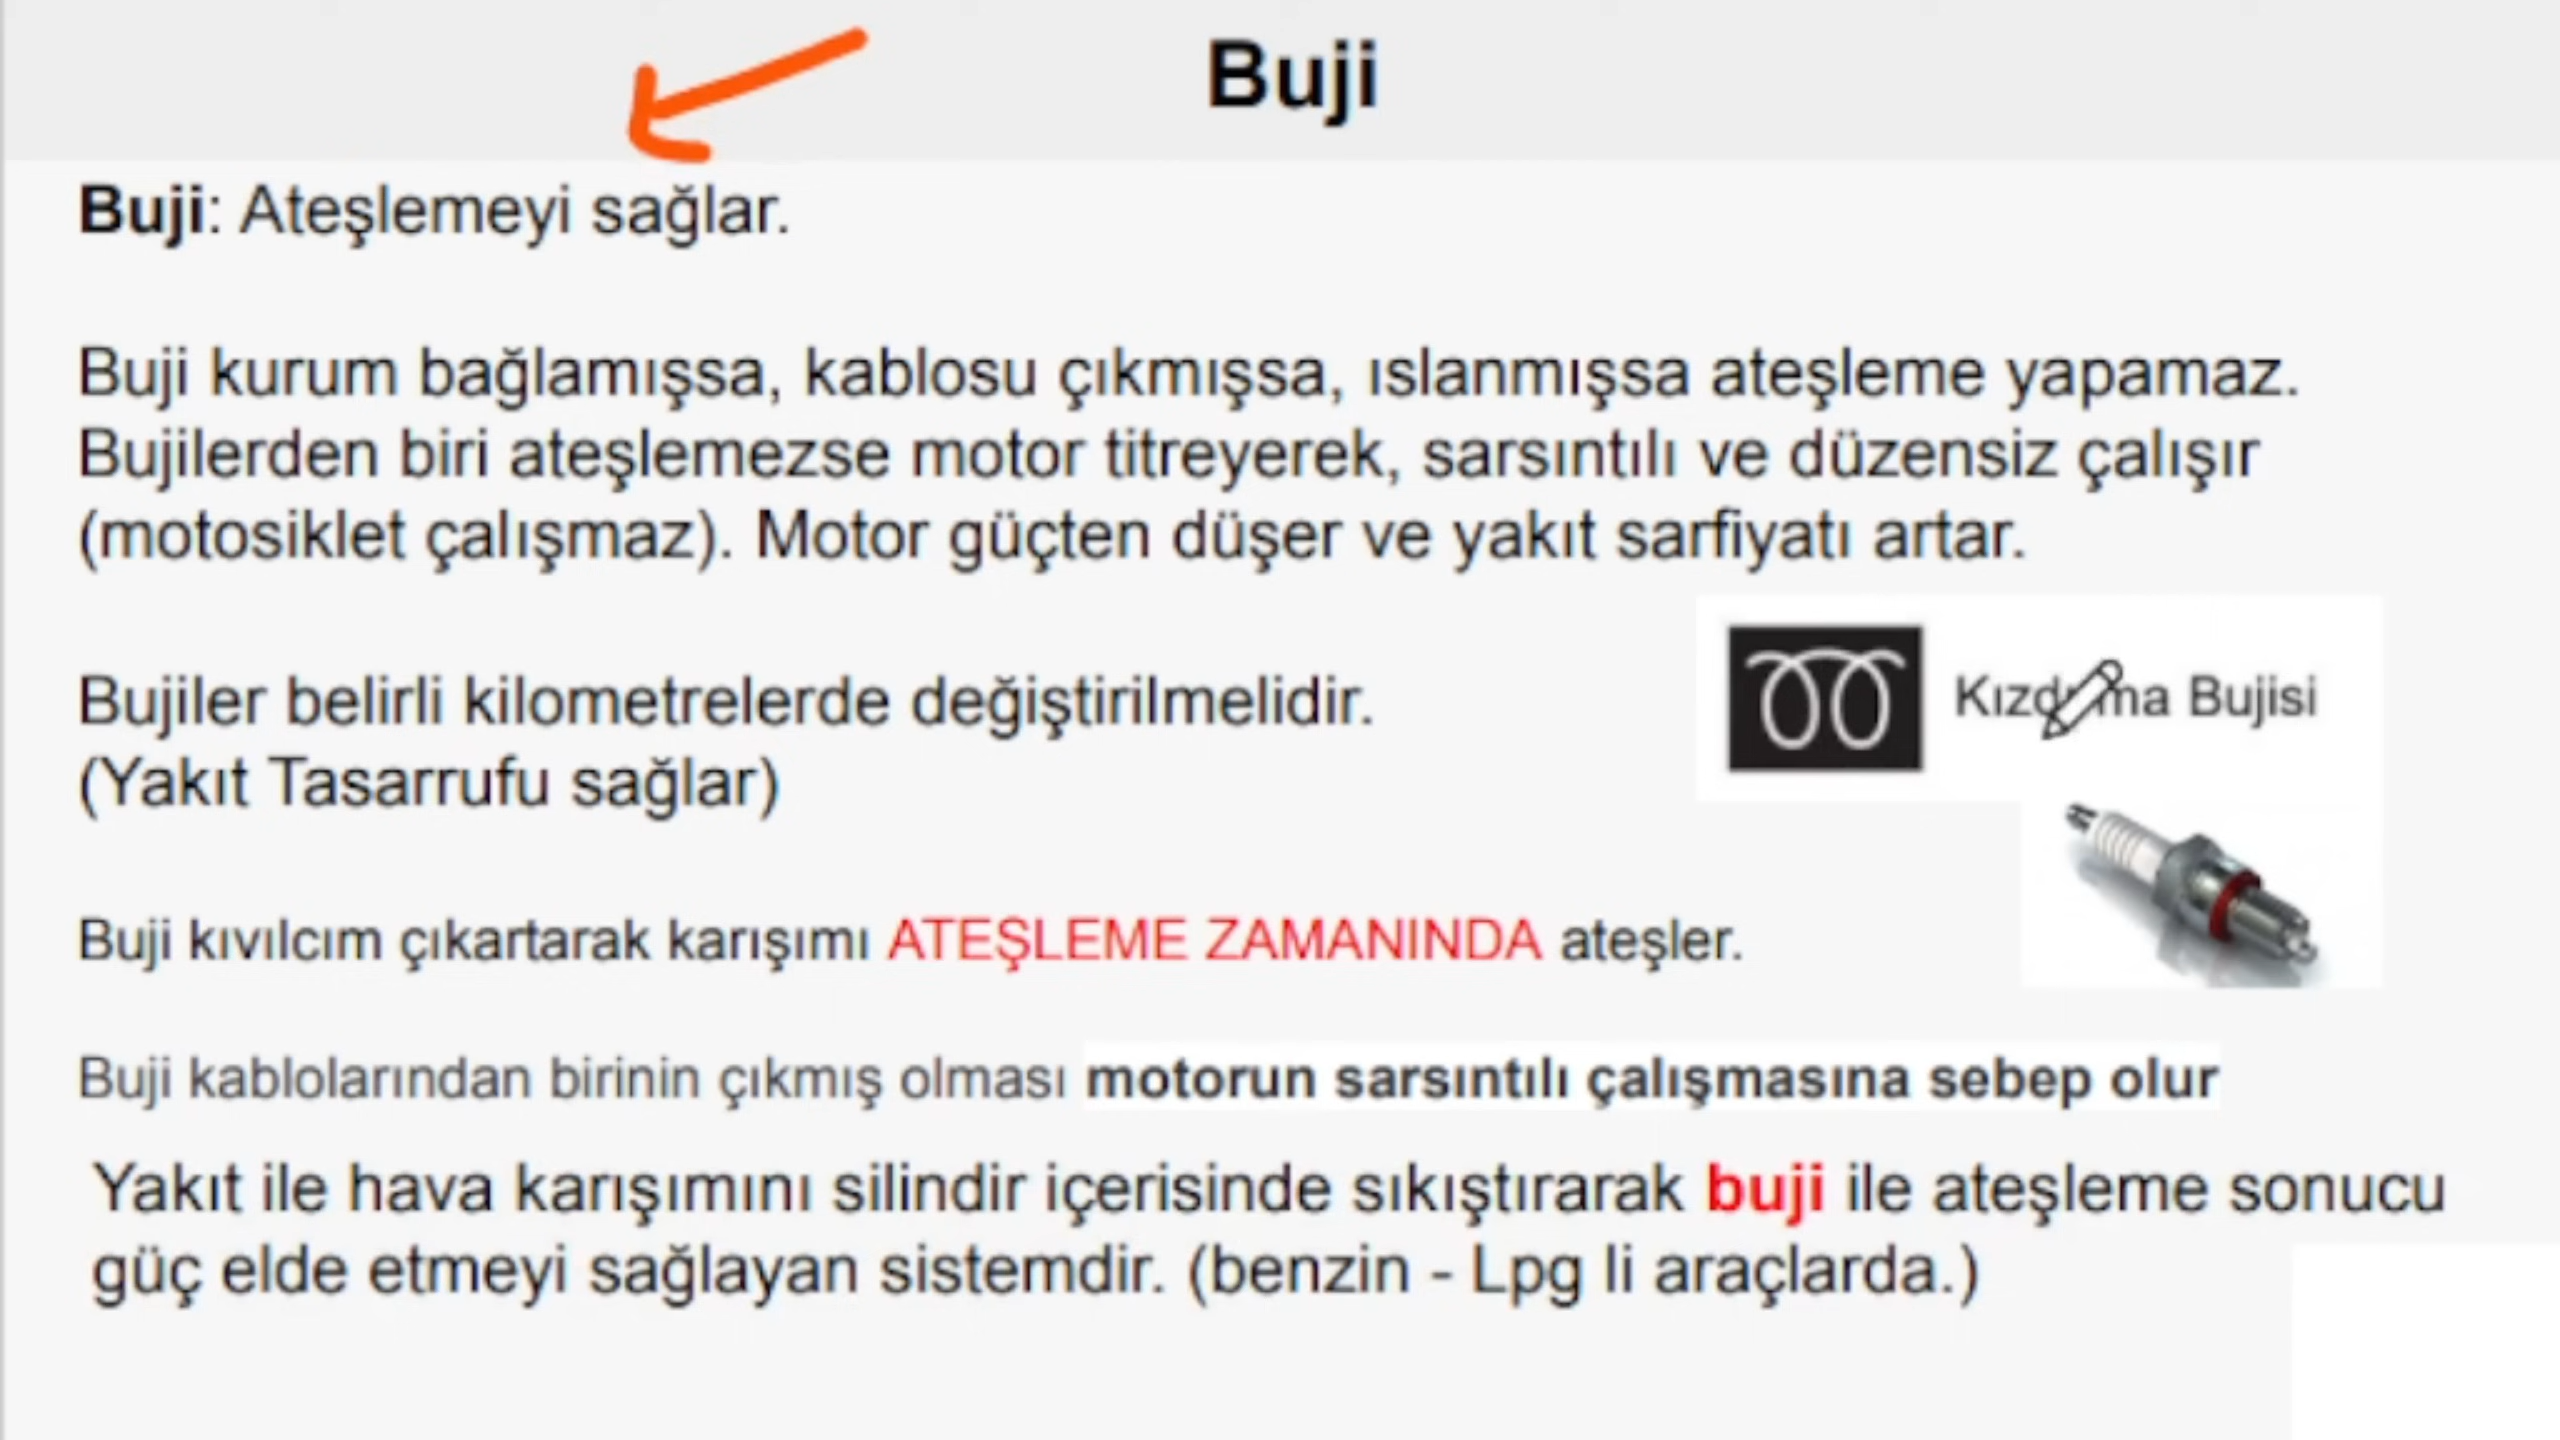 Buji
Buji: Ateşlemeyi sağlar.
Buji kurum bağlamışsa, kablosu çıkmışsa, ıslanmışsa ateşleme yapamaz.
Bujilerden biri ateşlemezse motor titreyerek, sarsıntılı ve düzensiz çalışır
(motosiklet çalışmaz). Motor güçten düşer ve yakıt sarfiyatı artar.
Bujiler belirli kilometrelerde değiştirilmelidir.
(Yakıt Tasarrufu sağlar)
Kızdırma Bujisi
Buji kıvılcım çıkartarak karışımı ATEŞLEME ZAMANINDA ateşler.
Buji kablolarından birinin çıkmış olması motorun sarsıntılı çalışmasına sebep olur
Yakıt ile hava karışımını silindir içerisinde sıkıştırarak buji ile ateşleme sonucu
güç elde etmeyi sağlayan sistemdir. (benzin - Lpg li araçlarda.)